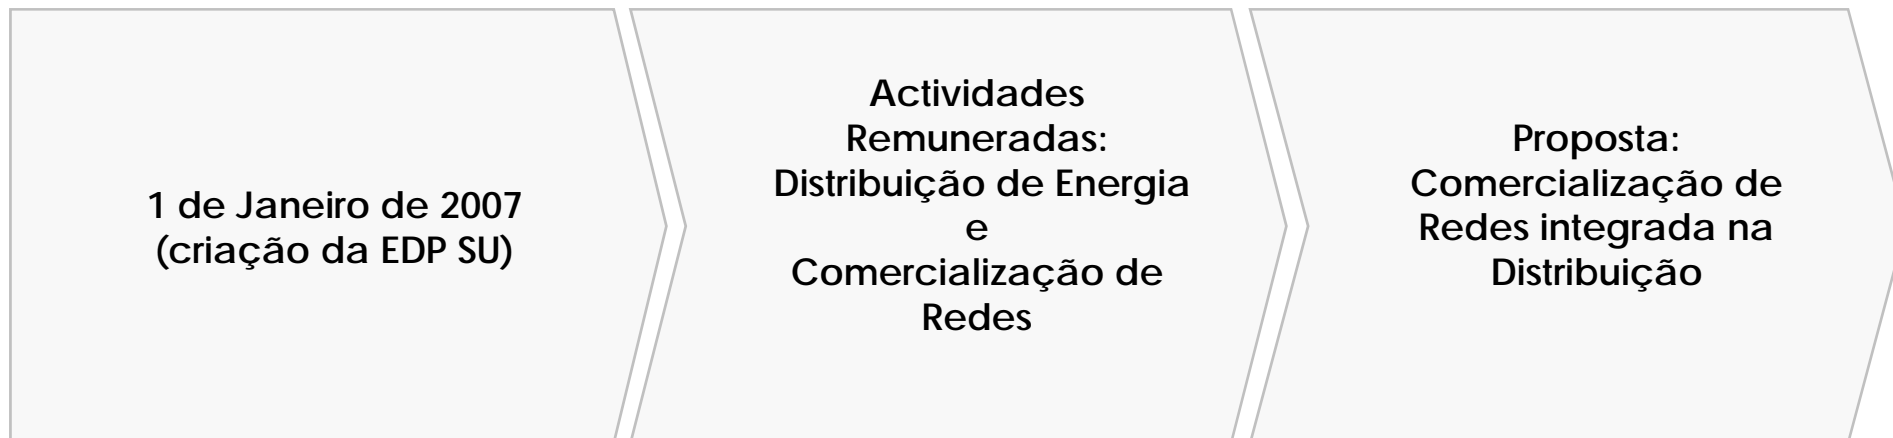 1 de Janeiro de 2007
(criação da EDP SU)
Actividades
Remuneradas:
Distribuição de Energia
e
Comercialização de
Redes
Proposta:
Comercialização de
Redes integrada na
Distribuição